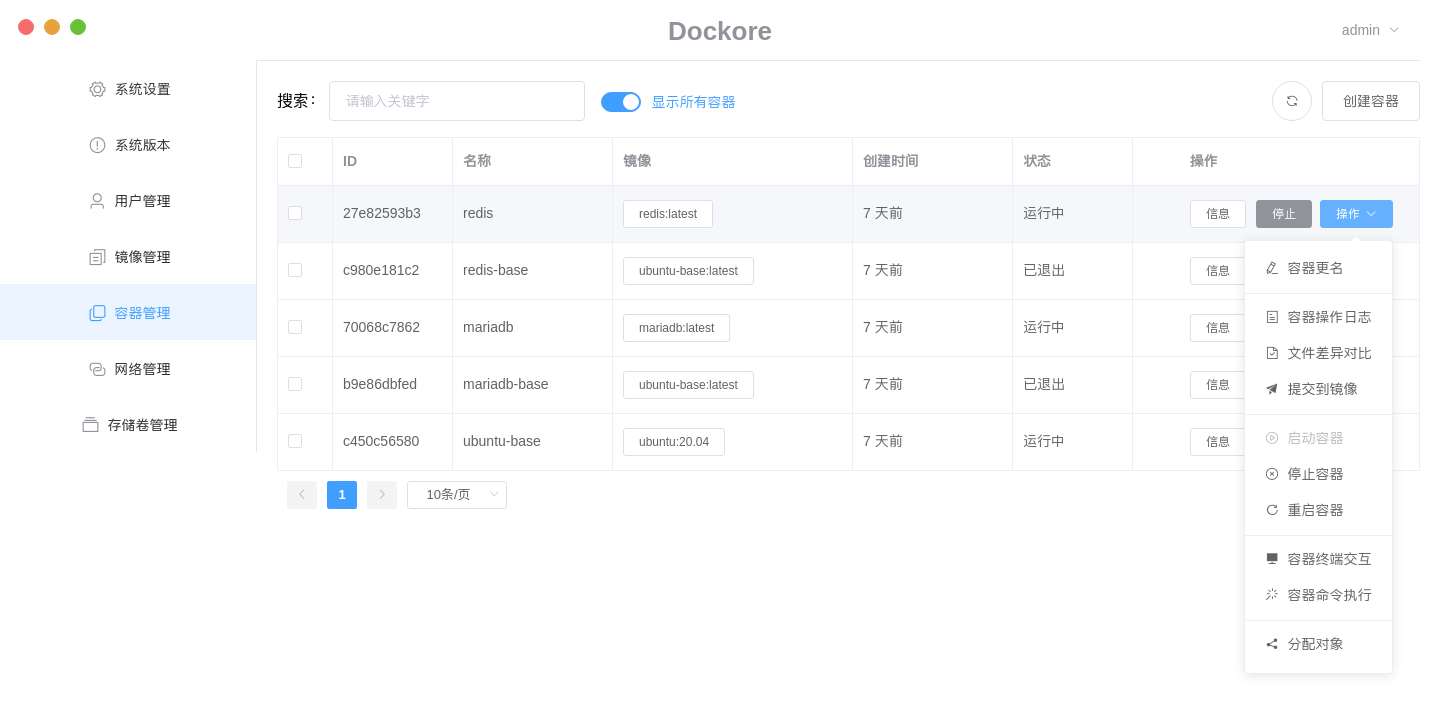 Dockore
admin
系统设置
系统版本
用户管理
镜像管理
容器管理
网络管理
存储卷管理
搜索:
请输入关键字
显示所有容器
创建容器
ID 名称 镜像 创建时间 状态 操作
27e82593b3 redis redis:latest 7 天前 运行中 信息 停止 操作
c980e181c2 redis-base ubuntu-base:latest 7 天前 已退出 信息
70068c7862 mariadb mariadb:latest 7 天前 运行中 信息
b9e86dbfed mariadb-base ubuntu-base:latest 7 天前 已退出 信息
c450c56580 ubuntu-base ubuntu:20.04 7 天前 运行中 信息
1
10条/页
容器更名
容器操作日志
文件差异对比
提交到镜像
启动容器
停止容器
重启容器
容器终端交互
容器命令执行
分配对象